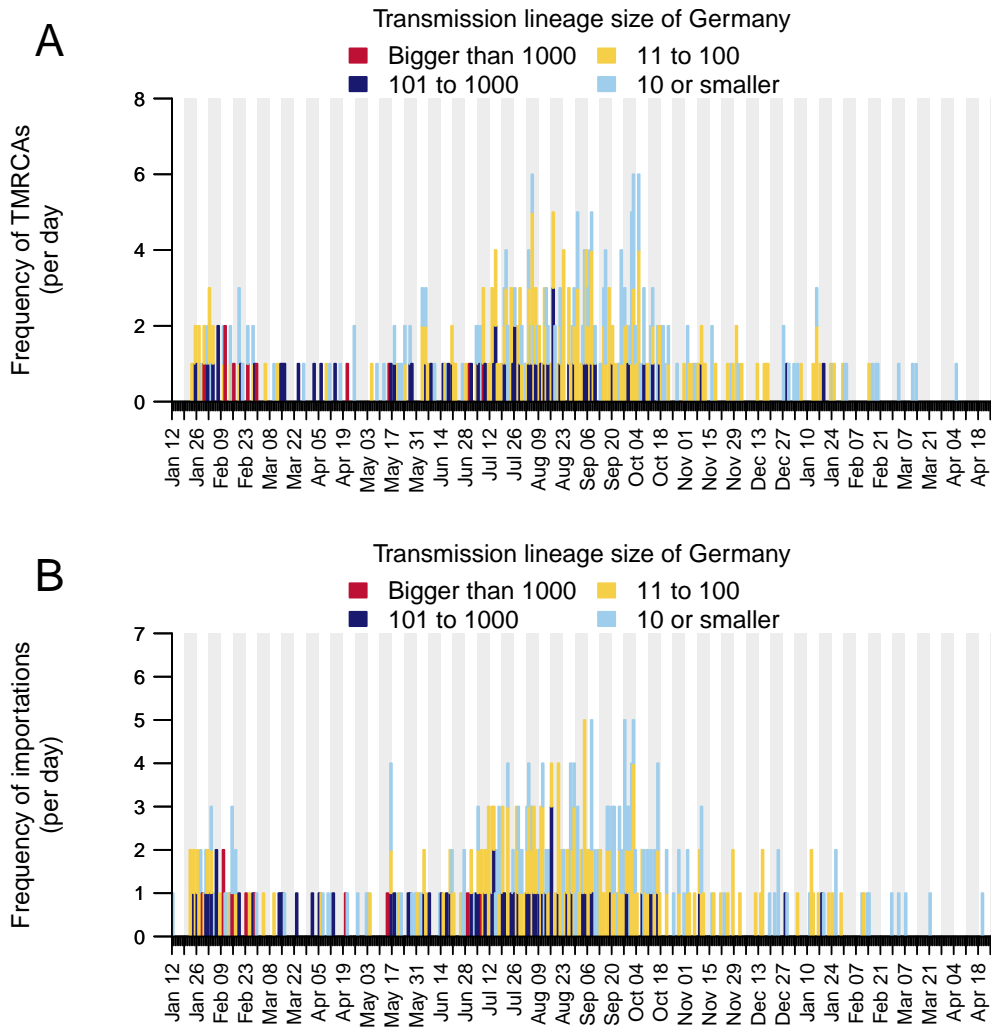 A
Transmission lineage size of Germany
Bigger than 1000
11 to 100
101 to 1000
10 or smaller
Frequency of TMRCAs
(per day
8
6
4
2
0
Jan 12
Jan 26
Feb 09
Feb 23
Mar 08
Mar 22
Apr 05
Apr 19
May 03
May 17
May 31
Jun 14
Jun 28
Jul 12
Jul 26
Aug 09
Aug 23
Sep 06
Sep 20
Oct 04
Oct 18
Nov 01
Nov 15
Nov 29
Dec 13
Dec 27
Jan 10
Jan 24
Feb 07
Feb 21
Mar 07
Mar 21
Apr 04
Apr 18
B
Transmission lineage size of Germany
Bigger than 1000
11 to 100
101 to 1000
10 or smaller
Frequency of importations
(per day)
7
6
5
4
3
2
1
0
Jan 12
Jan 26
Feb 09
Feb 23
Mar 08
Mar 22
Apr 05
Apr 19
May 03
May 17
May 31
Jun 14
Jun 28
Jul 12
Jul 26
Aug 09
Aug 23
Sep 06
Sep 20
Oct 04
Oct 18
Nov 01
Nov 15
Nov 29
Dec 13
Dec 27
Jan 10
Jan 24
Feb 07
Feb 21
Mar 07
Mar 21
Apr 04
Apr 18